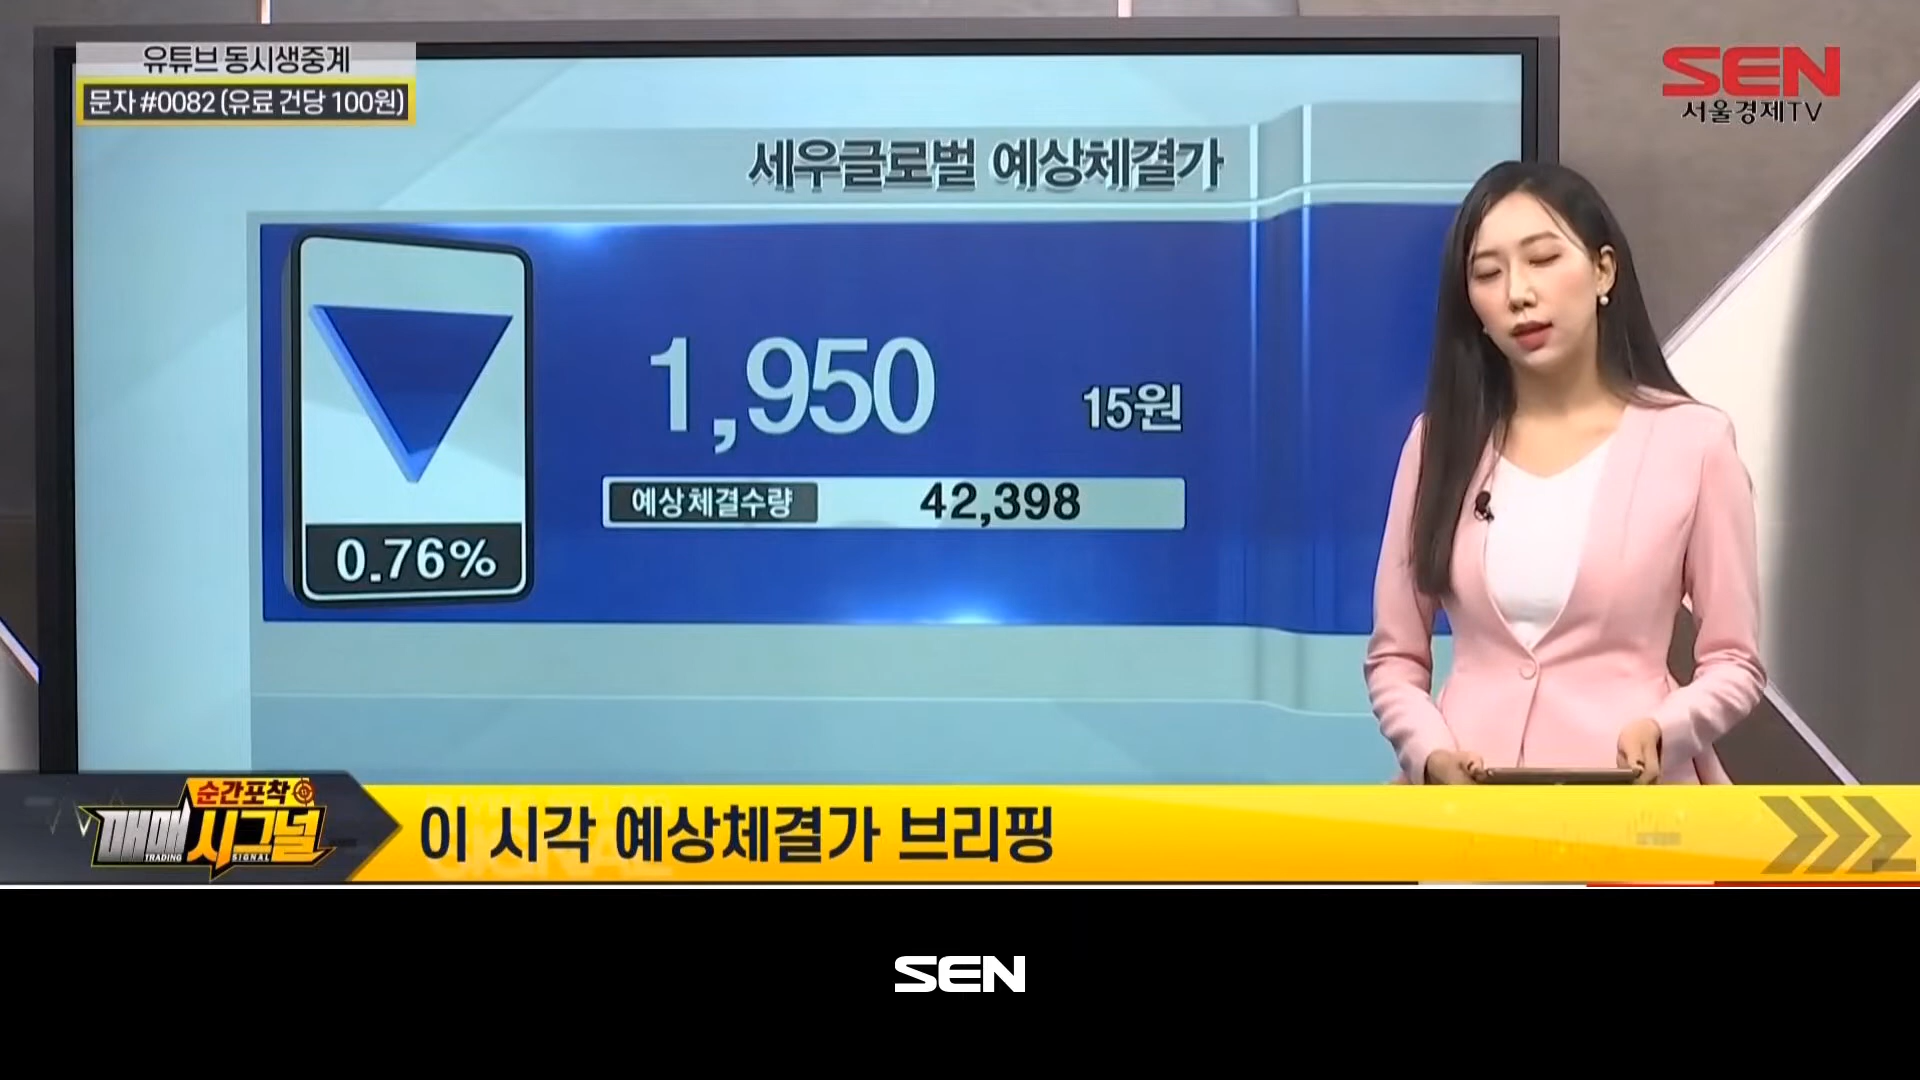 유튜브 동시생중계
문자 #0082 (유료 건당 100원)
SEN
서울경제TV
세우글로벌 예상체결가
1,950
15원
예상체결수량
42,398
0.76%
순간포착
매매 시그널
TRADING
SIGNAL
이 시각 예상체결가 브리핑
SEN